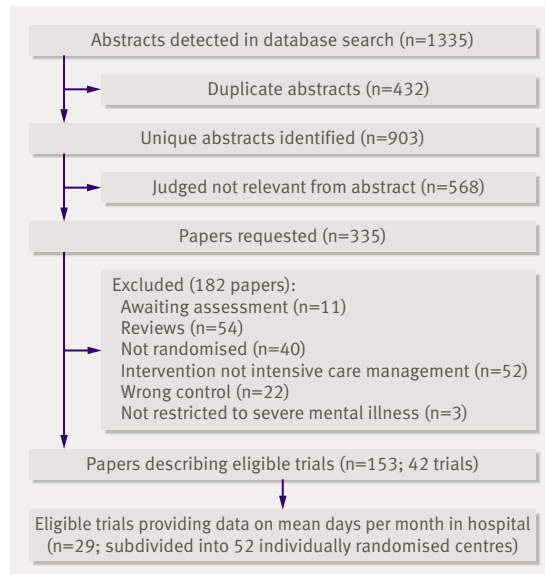 Abstracts detected in database search (n=1335)
Duplicate abstracts (n=432)
Unique abstracts identified (n=903)
Judged not relevant from abstract (n=568)
Papers requested (n=335)
Excluded (182 papers):
Awaiting assessment (n=11)
Reviews (n=54)
Not randomised (n=40)
Intervention not intensive care management (n=52)
Wrong control (n=22)
Not restricted to severe mental illness (n=3)
Papers describing eligible trials (n=153; 42 trials)
Eligible trials providing data on mean days per month in hospital
(n=29; subdivided into 52 individually randomised centres)